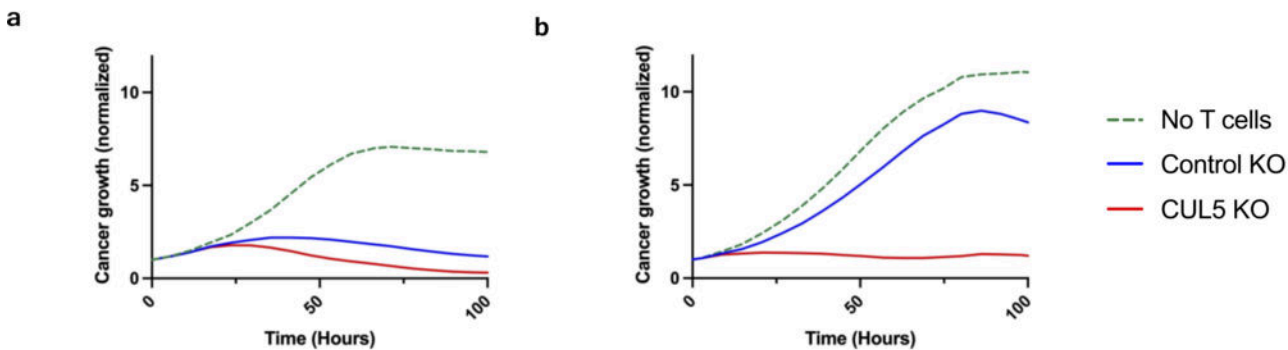 a
Cancer growth (normalized)
10
5
0
0
50
100
Time (Hours)
b
Cancer growth (normalized)
10
5
0
0
50
100
Time (Hours)
No T cells
Control KO
CUL5 KO